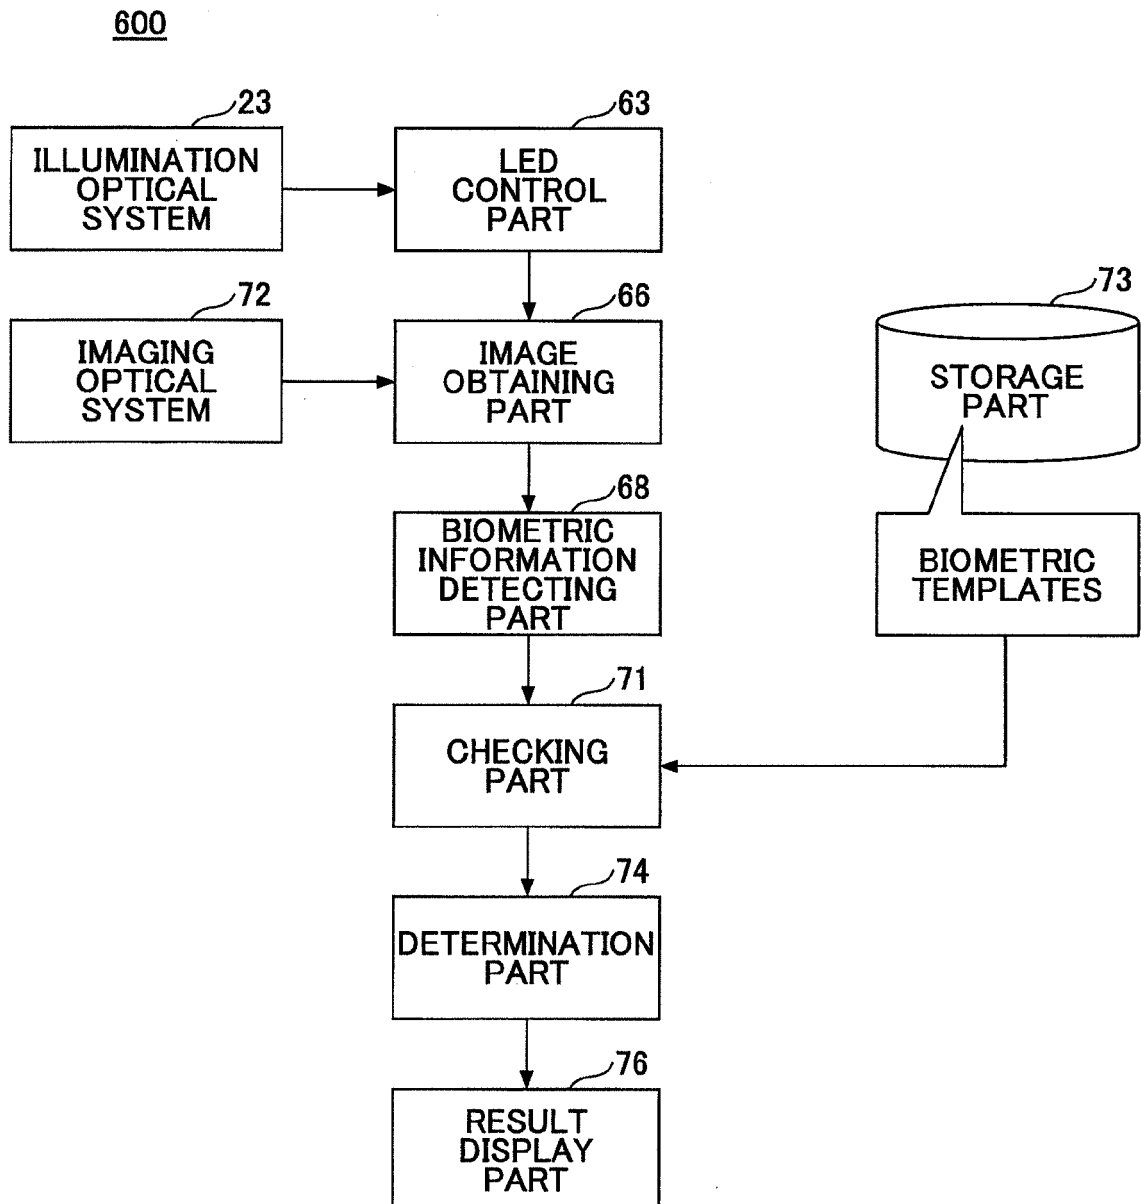 600
23
ILLUMINATION
OPTICAL
SYSTEM
63
LED
CONTROL
PART
72
IMAGING
OPTICAL
SYSTEM
66
IMAGE
OBTAINING
PART
73
STORAGE
PART
68
BIOMETRIC
INFORMATION
DETECTING
PART
BIOMETRIC
TEMPLATES
71
CHECKING
PART
74
DETERMINATION
PART
76
RESULT
DISPLAY
PART